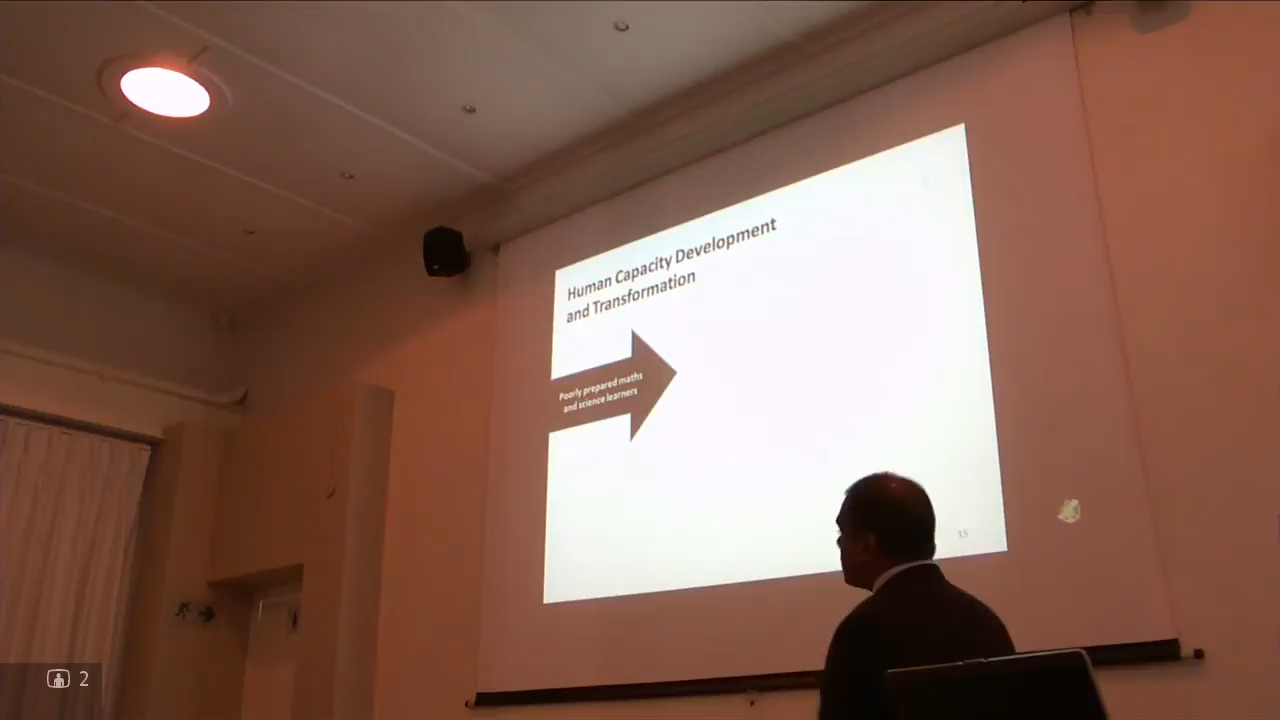 Human Capacity Development
and Transformation
Poorly prepared maths
and science learners
15
2